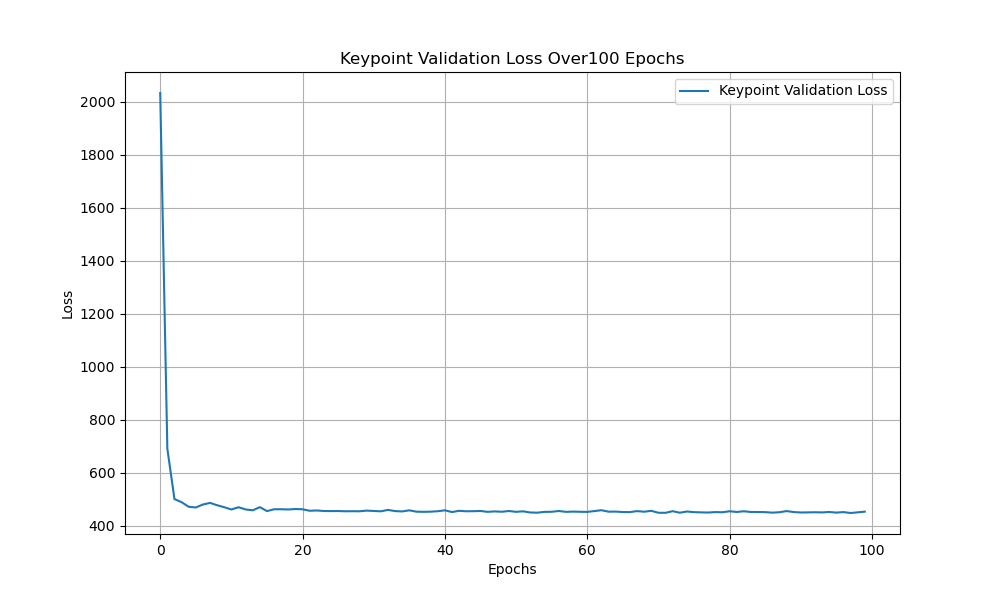 Keypoint Validation Loss Over100 Epochs
Keypoint Validation Loss
2000
1800
1600
1400
1200
1000
800
600
400
Loss
0 20 40 60 80 100
Epochs